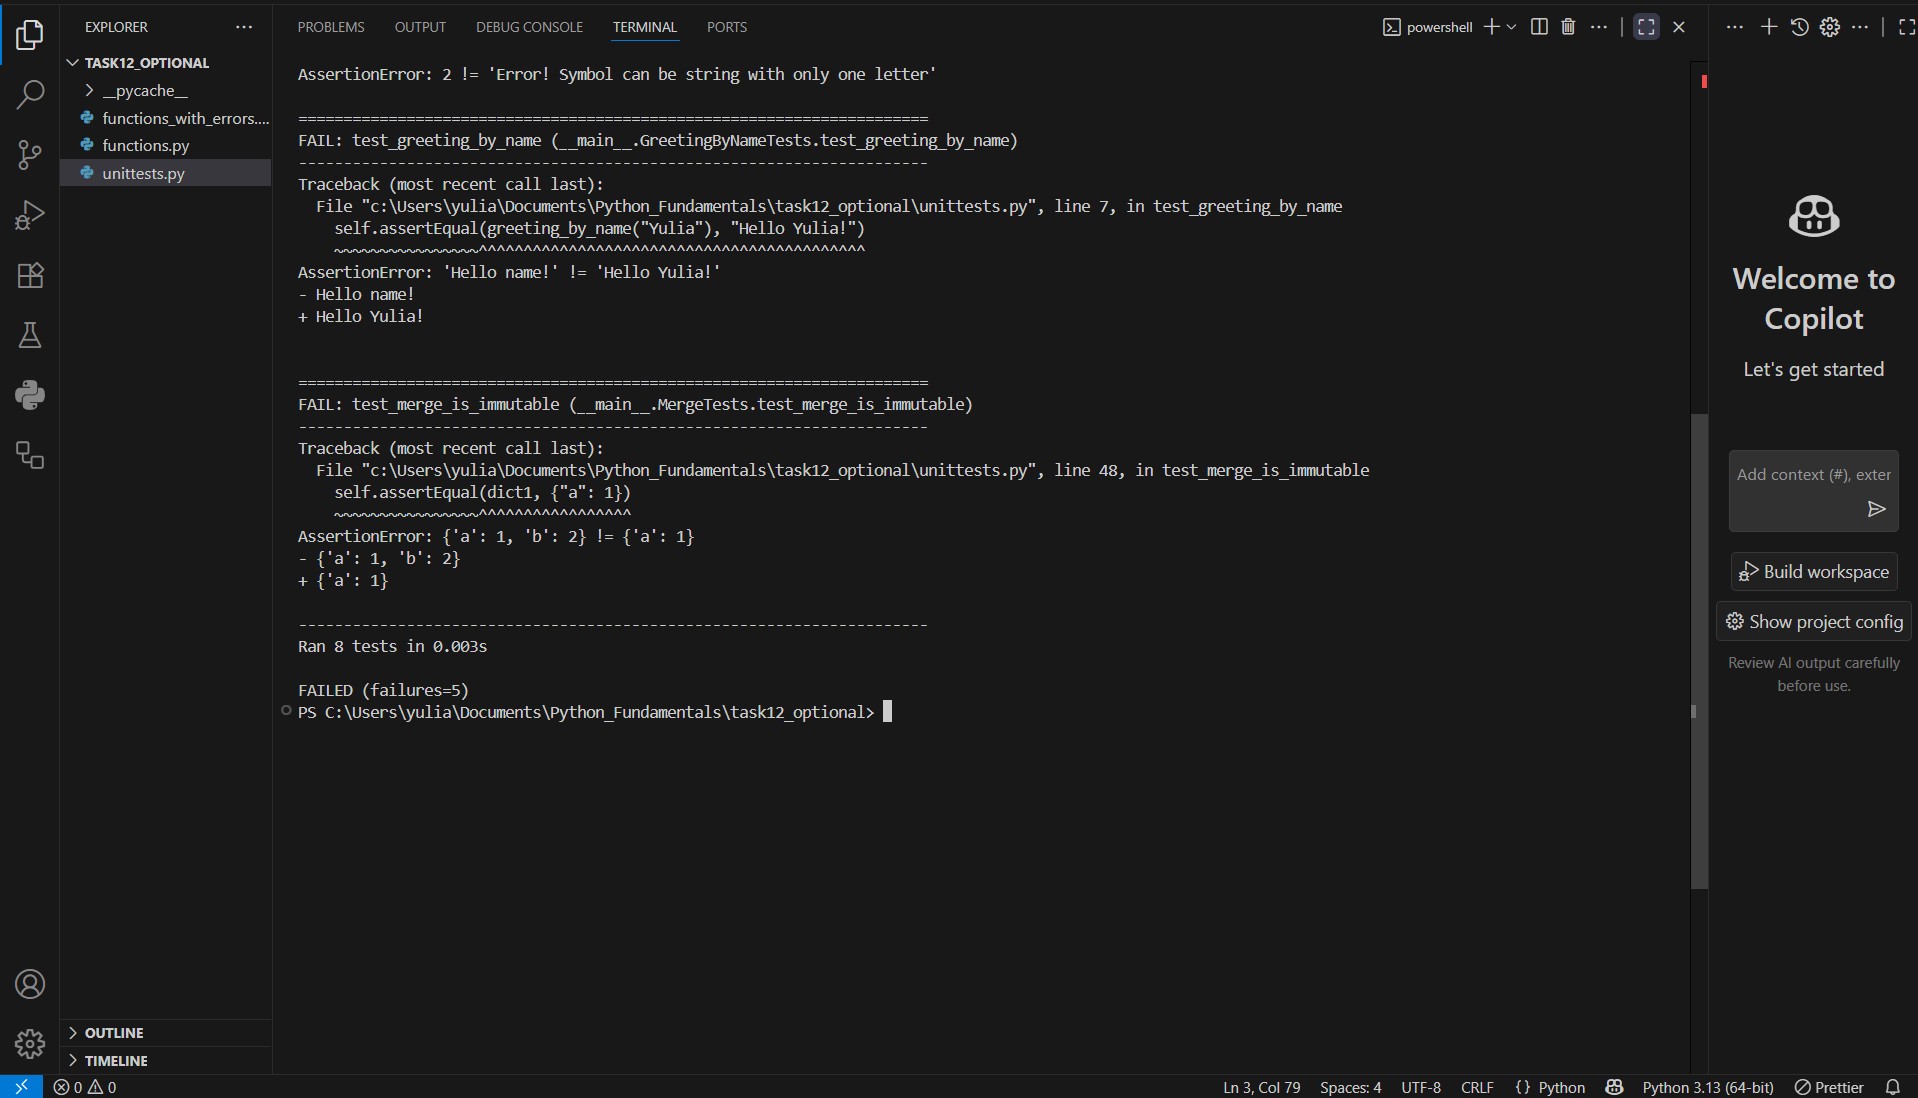 EXPLORER
TASK12_OPTIONAL
__pycache__
functions_with_errors....
functions.py
unittests.py
OUTLINE
TIMELINE
PROBLEMS OUTPUT DEBUG CONSOLE TERMINAL PORTS
powershell
AssertionError: 2 != 'Error! Symbol can be string with only one letter'
======================================================================
FAIL: test_greeting_by_name (__main__.GreetingByNameTests.test_greeting_by_name)
----------------------------------------------------------------------
Traceback (most recent call last):
  File "c:\Users\yulia\Documents\Python_Fundamentals\task12_optional\unittests.py", line 7, in test_greeting_by_name
    self.assertEqual(greeting_by_name("Yulia"), "Hello Yulia!")
    ~~~~~~~~~~~~~~~~^^^^^^^^^^^^^^^^^^^^^^^^^^^^^^^^^^^^^^^^^^^
AssertionError: 'Hello name!' != 'Hello Yulia!'
- Hello name!
+ Hello Yulia!
======================================================================
FAIL: test_merge_is_immutable (__main__.MergeTests.test_merge_is_immutable)
----------------------------------------------------------------------
Traceback (most recent call last):
  File "c:\Users\yulia\Documents\Python_Fundamentals\task12_optional\unittests.py", line 48, in test_merge_is_immutable
    self.assertEqual(dict1, {"a": 1})
    ~~~~~~~~~~~~~~~~^^^^^^^^^^^^^^^^^
AssertionError: {'a': 1, 'b': 2} != {'a': 1}
- {'a': 1, 'b': 2}
+ {'a': 1}
----------------------------------------------------------------------
Ran 8 tests in 0.003s
FAILED (failures=5)
PS C:\Users\yulia\Documents\Python_Fundamentals\task12_optional>
Welcome to
Copilot
Let's get started
Add context (#), exter
Build workspace
Show project config
Review AI output carefully
before use.
0 0
Ln 3, Col 79 Spaces: 4 UTF-8 CRLF {} Python Python 3.13 (64-bit) Prettier